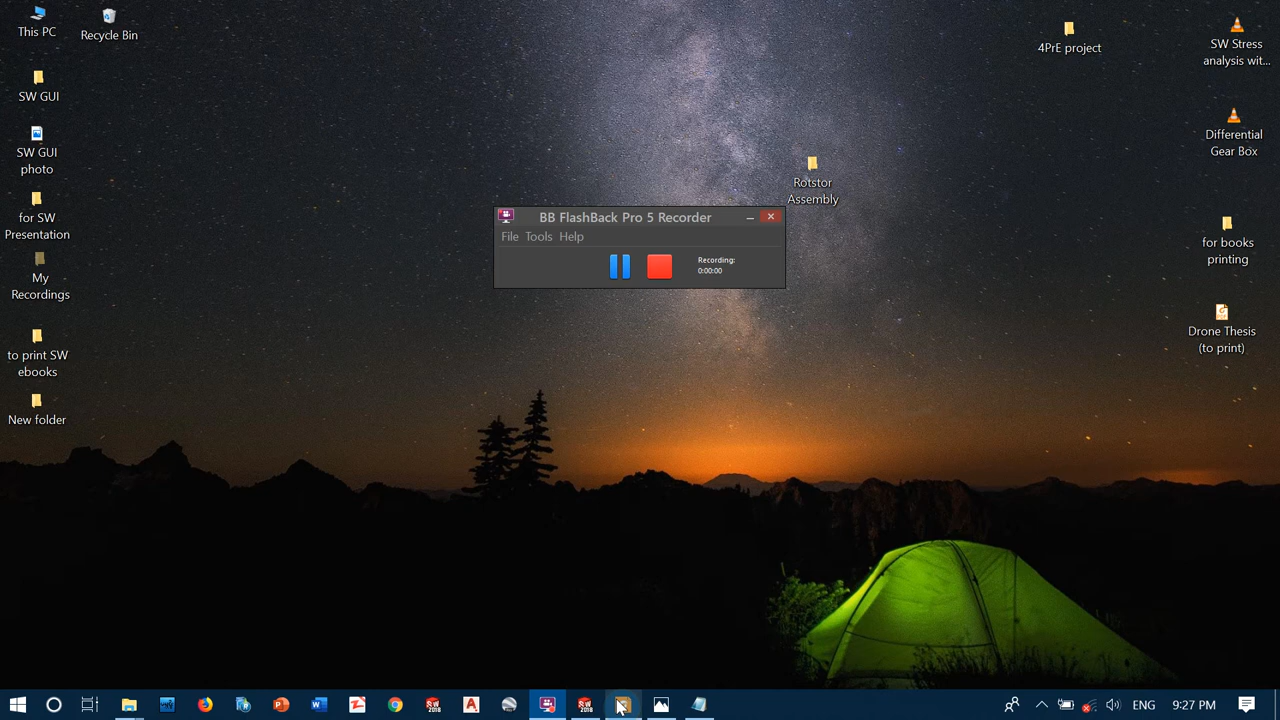 This PC
Recycle Bin
4PrE project
SW Stress
analysis wit...
SW GUI
SW GUI
photo
Differential
Gear Box
Rotstor
Assembly
for SW
Presentation
BB FlashBack Pro 5 Recorder
File Tools Help
Recording:
0:00:00
for books
printing
My
Recordings
Drone Thesis
(to print)
to print SW
ebooks
New folder
ENG
9:27 PM